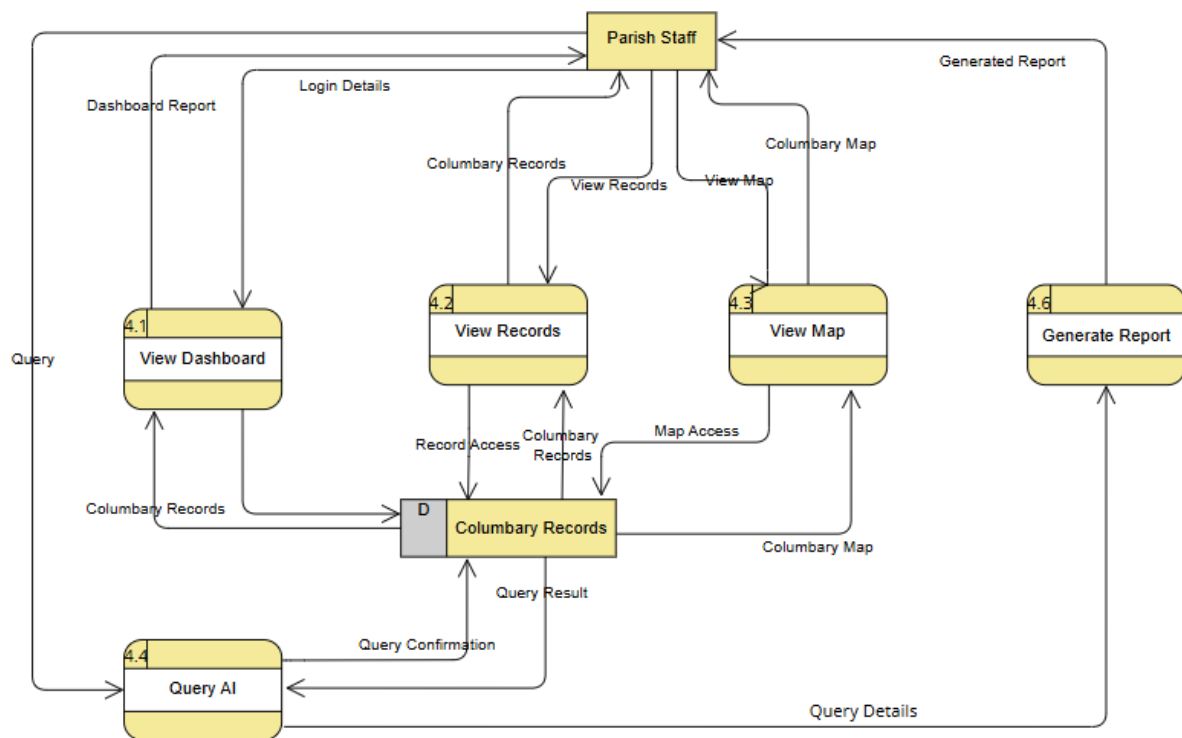 Parish Staff
Generated Report
Login Details
Dashboard Report
Columbary Map
Columbary Records
View Map
View Records
4.2
4.3
4.6
4.1
View Records
View Map
Generate Report
View Dashboard
Query
Columbary
Records
Map Access
Record Access
Columbary Records
D
Columbary Records
Columbary Map
Query Result
Query Confirmation
4.4
Query AI
Query Details